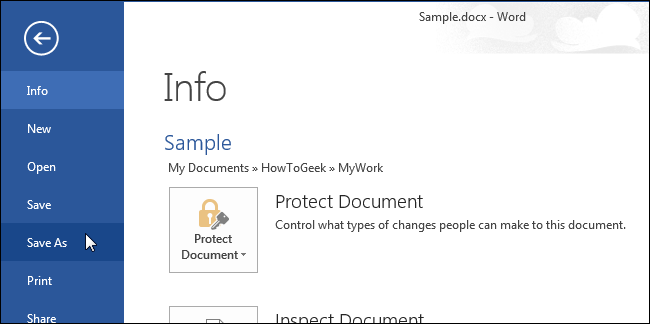 Sample.docx - Word
Info
New
Open
Save
Save As
Print
Share
Info
Sample
My Documents » HowToGeek » MyWork
Protect
Document
Protect Document
Control what types of changes people can make to this document.
Inspect Document